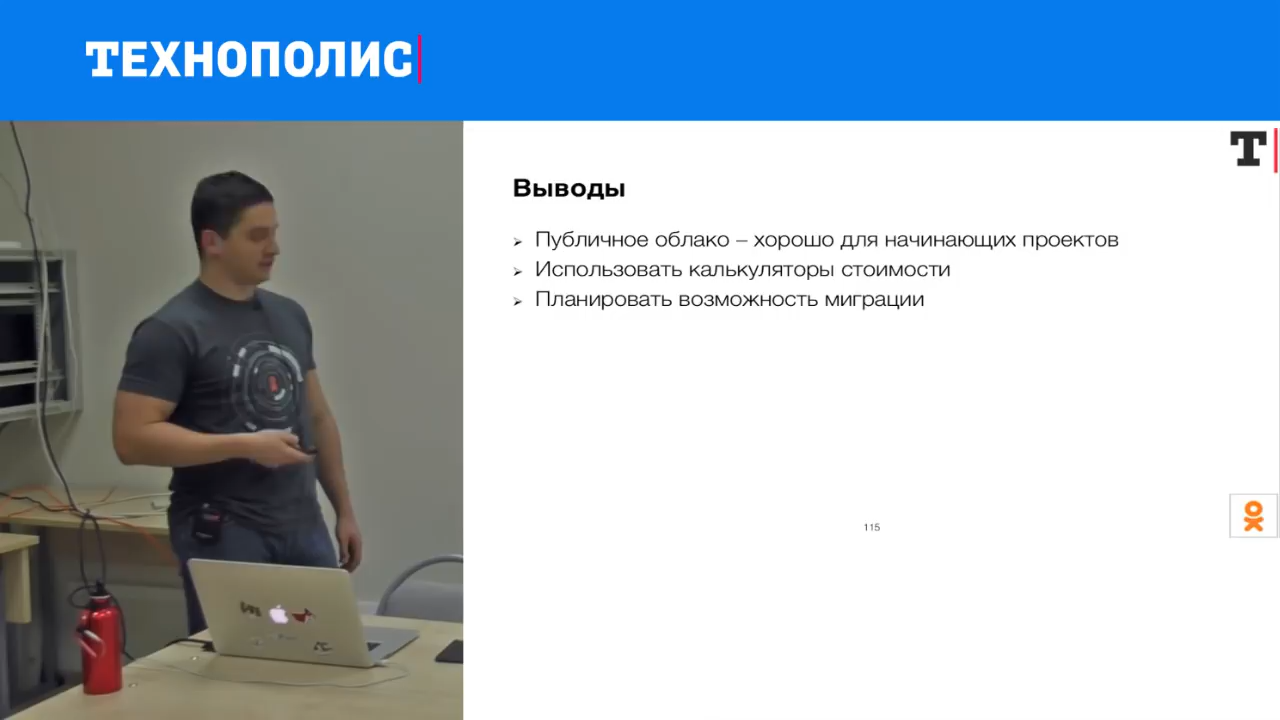 ТЕХНОПОЛИС
Т
Выводы
Публичное облако – хорошо для начинающих проектов
Использовать калькуляторы стоимости
Планировать возможность миграции
115